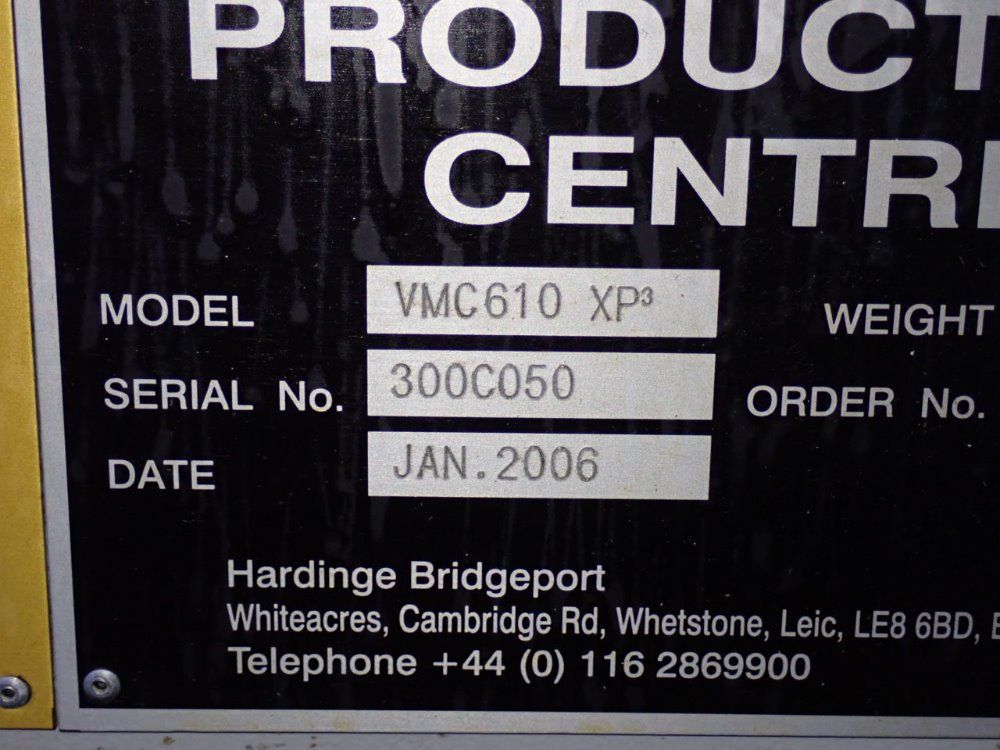 PRODUCT
CENTR
MODEL VMC610 XP³ WEIGHT
SERIAL No. 300C050 ORDER No.
DATE JAN.2006
Hardinge Bridgeport
Whiteacres, Cambridge Rd, Whetstone, Leic, LE8 6BD, E
Telephone +44 (0) 116 2869900